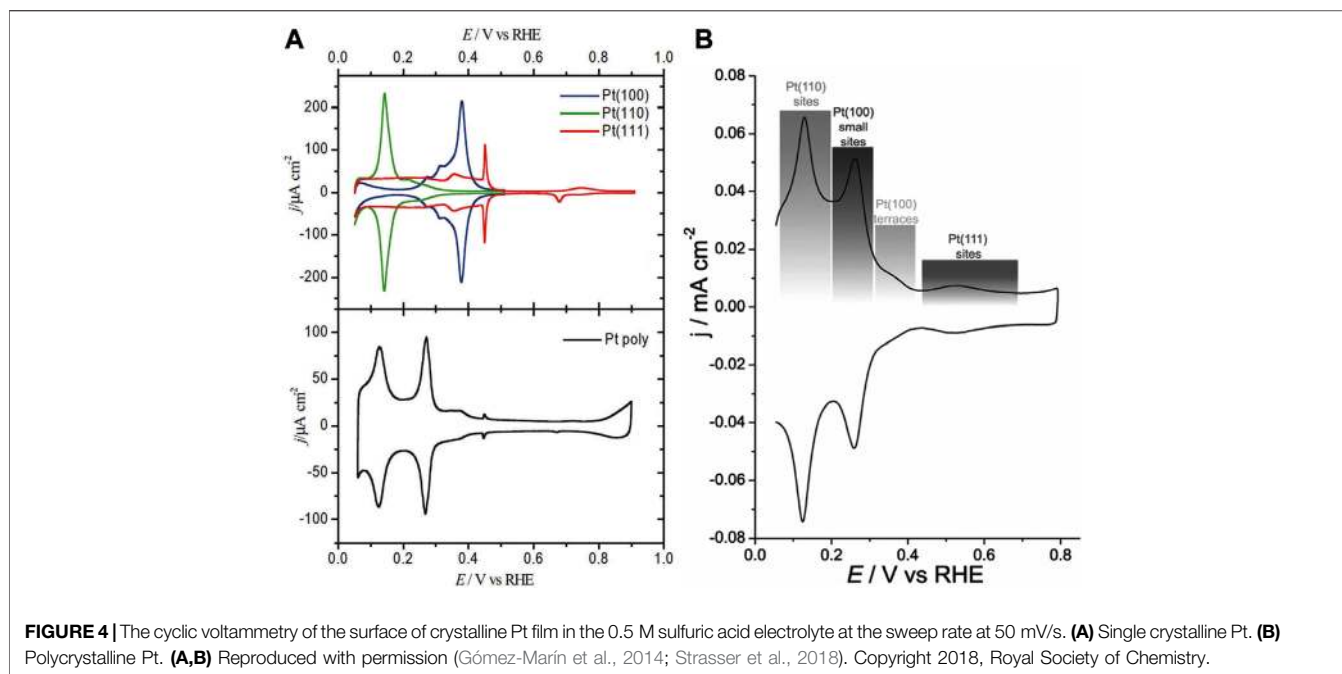 A
E / V vs RHE
0.0 0.2 0.4 0.6 0.8 1.0
j/µA cm-2
200
100
0
-100
-200
Pt(100)
Pt(110)
Pt(111)
j/µA cm-2
100
50
0
-50
-100
Pt poly
0.0 0.2 0.4 0.6 0.8 1.0
E / V vs RHE
B
j / mA cm-2
0.08
0.06
0.04
0.02
0.00
-0.02
-0.04
-0.06
-0.08
Pt(110)
sites
Pt(100)
small
sites
Pt(100)
terraces
Pt(111)
sites
0.0 0.2 0.4 0.6 0.8
E / V vs RHE
FIGURE 4 | The cyclic voltammetry of the surface of crystalline Pt film in the 0.5 M sulfuric acid electrolyte at the sweep rate at 50 mV/s. (A) Single crystalline Pt. (B)
Polycrystalline Pt. (A,B) Reproduced with permission (Gómez-Marín et al., 2014; Strasser et al., 2018). Copyright 2018, Royal Society of Chemistry.